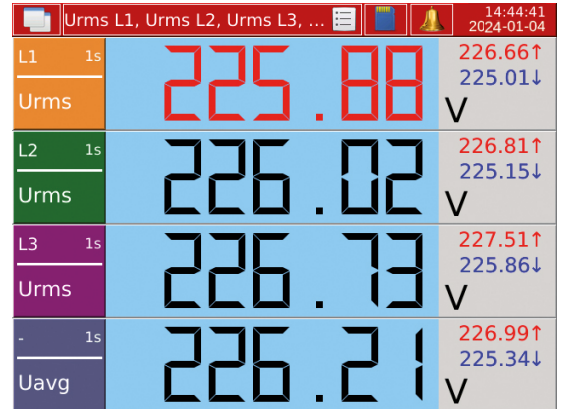 Urms L1, Urms L2, Urms L3, ...
14:44:41
2024-01-04
L1 1s
Urms
225.88
226.66↑
225.01↓
V
L2 1s
Urms
226.02
226.81↑
225.15↓
V
L3 1s
Urms
226.73
227.51↑
225.86↓
V
- 1s
Uavg
226.21
226.99↑
225.34↓
V